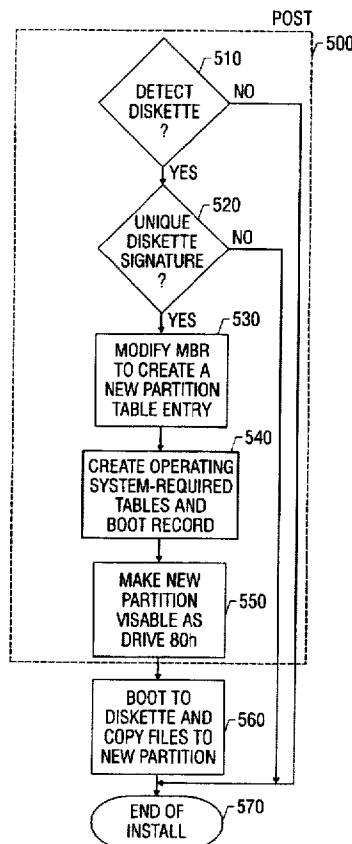 POST
500
510
DETECT
DISKETTE
?
NO
YES
520
UNIQUE
DISKETTE
SIGNATURE
?
NO
YES
530
MODIFY MBR
TO CREATE A
NEW PARTITION
TABLE ENTRY
540
CREATE OPERATING
SYSTEM-REQUIRED
TABLES AND
BOOT RECORD
MAKE NEW
PARTITION
VISABLE AS
DRIVE 80h
550
BOOT TO
DISKETTE AND
COPY FILES TO
NEW PARTITION
560
END OF
INSTALL
570